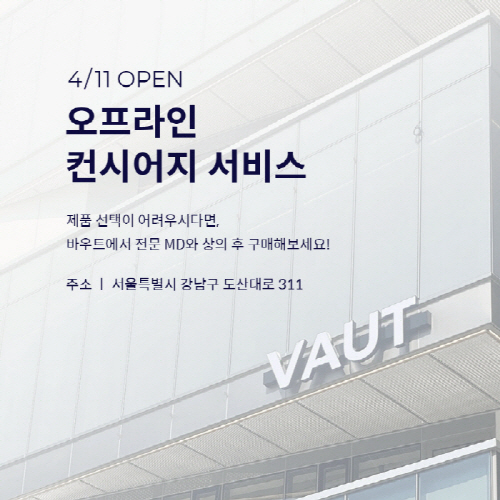 4/11 OPEN
오프라인
컨시어지 서비스
제품 선택이 어려우시다면,
바우트에서 전문 MD와 상의 후 구매해보세요!
주소 ㅣ 서울특별시 강남구 도산대로 311
VAUT